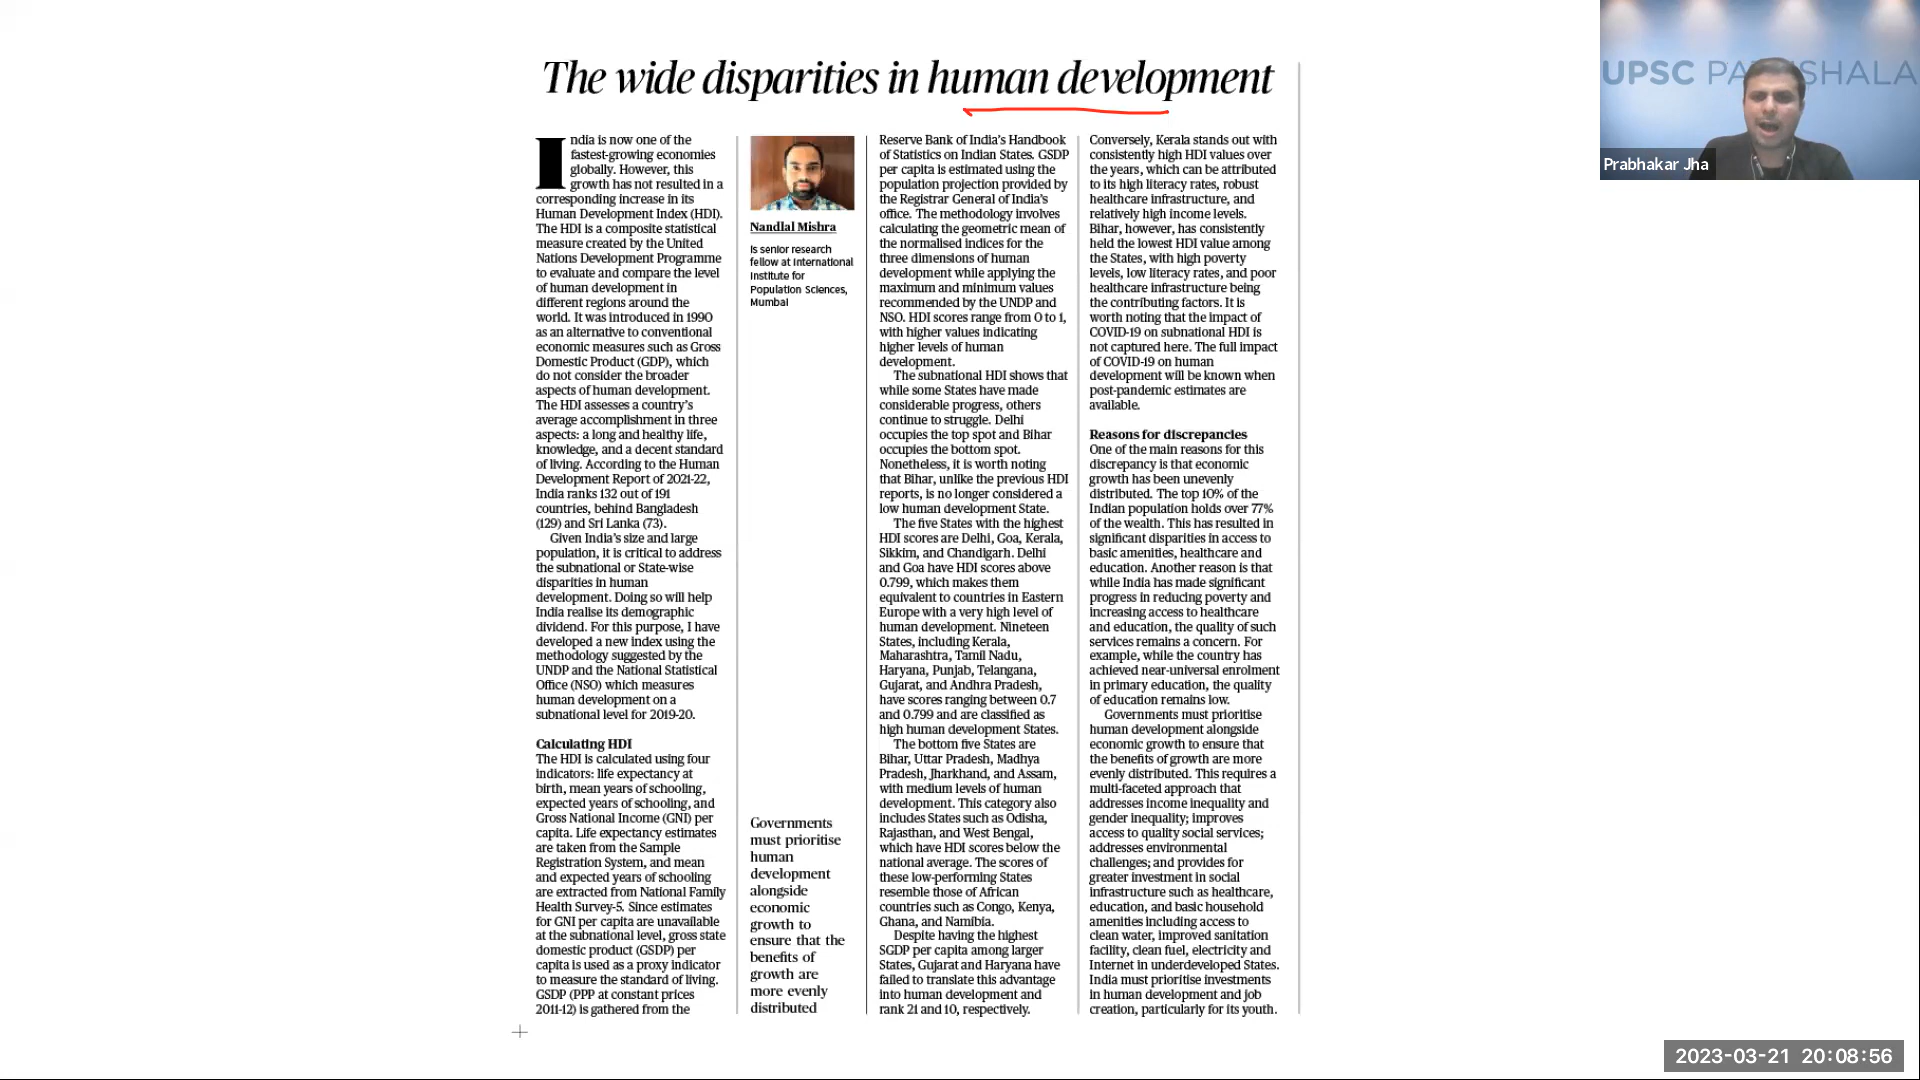 The wide disparities in human development
India is now one of the
fastest-growing economies
globally. However, this
growth has not resulted in a
corresponding increase in its
Human Development Index (HDI).
The HDI is a composite statistical
measure created by the United
Nations Development Programme
to evaluate and compare the level
of human development in
different regions around the
world. It was introduced in 1990
as an alternative to conventional
economic measures such as Gross
Domestic Product (GDP), which
do not consider the broader
aspects of human development.
The HDI assesses a country's
average accomplishment in three
aspects: a long and healthy life,
knowledge, and a decent standard
of living. According to the Human
Development Report of 2021-22,
India ranks 132 out of 191
countries, behind Bangladesh
(129) and Sri Lanka (73).
Given India's size and large
population, it is critical to address
the subnational or State-wise
disparities in human
development. Doing so will help
India realise its demographic
dividend. For this purpose, I have
developed a new index using the
methodology suggested by the
UNDP and the National Statistical
Office (NSO) which measures
human development on a
subnational level for 2019-20.
Calculating HDI
The HDI is calculated using four
indicators: life expectancy at
birth, mean years of schooling,
expected years of schooling, and
Gross National Income (GNI) per
capita. Life expectancy estimates
are taken from the Sample
Registration System, and mean
and expected years of schooling
are extracted from National Family
Health Survey-5. Since estimates
for GNI per capita are unavailable
at the subnational level, gross state
domestic product (GSDP) per
capita is used as a proxy indicator
to measure the standard of living.
GSDP (PPP at constant prices
2011-12) is gathered from the
Nandlal Mishra
is senior research
fellow at International
Institute for
Population Sciences,
Mumbai
Governments
must prioritise
human
development
alongside
economic
growth to
ensure that the
benefits of
growth are
more evenly
distributed
Reserve Bank of India's Handbook
of Statistics on Indian States. GSDP
per capita is estimated using the
population projection provided by
the Registrar General of India's
office. The methodology involves
calculating the geometric mean of
the normalised indices for the
three dimensions of human
development while applying the
maximum and minimum values
recommended by the UNDP and
NSO. HDI scores range from 0 to 1,
with higher values indicating
higher levels of human
development.
The subnational HDI shows that
while some States have made
considerable progress, others
continue to struggle. Delhi
occupies the top spot and Bihar
occupies the bottom spot.
Nonetheless, it is worth noting
that Bihar, unlike the previous HDI
reports, is no longer considered a
low human development State.
The five States with the highest
HDI scores are Delhi, Goa, Kerala,
Sikkim, and Chandigarh. Delhi
and Goa have HDI scores above
0.799, which makes them
equivalent to countries in Eastern
Europe with a very high level of
human development. Nineteen
States, including Kerala,
Maharashtra, Tamil Nadu,
Haryana, Punjab, Telangana,
Gujarat, and Andhra Pradesh,
have scores ranging between 0.7
and 0.799 and are classified as
high human development States.
The bottom five States are
Bihar, Uttar Pradesh, Madhya
Pradesh, Jharkhand, and Assam,
with medium levels of human
development. This category also
includes States such as Odisha,
Rajasthan, and West Bengal,
which have HDI scores below the
national average. The scores of
these low-performing States
resemble those of African
countries such as Congo, Kenya,
Ghana, and Namibia.
Despite having the highest
SGDP per capita among larger
States, Gujarat and Haryana have
failed to translate this advantage
into human development and
rank 21 and 10, respectively.
Conversely, Kerala stands out with
consistently high HDI values over
the years, which can be attributed
to its high literacy rates, robust
healthcare infrastructure, and
relatively high income levels.
Bihar, however, has consistently
held the lowest HDI value among
the States, with high poverty
levels, low literacy rates, and poor
healthcare infrastructure being
the contributing factors. It is
worth noting that the impact of
COVID-19 on subnational HDI is
not captured here. The full impact
of COVID-19 on human
development will be known when
post-pandemic estimates are
available.
Reasons for discrepancies
One of the main reasons for this
discrepancy is that economic
growth has been unevenly
distributed. The top 10% of the
Indian population holds over 77%
of the wealth. This has resulted in
significant disparities in access to
basic amenities, healthcare and
education. Another reason is that
while India has made significant
progress in reducing poverty and
increasing access to healthcare
and education, the quality of such
services remains a concern. For
example, while the country has
achieved near-universal enrolment
in primary education, the quality
of education remains low.
Governments must prioritise
human development alongside
economic growth to ensure that
the benefits of growth are more
evenly distributed. This requires a
multi-faceted approach that
addresses income inequality and
gender inequality; improves
access to quality social services;
addresses environmental
challenges; and provides for
greater investment in social
infrastructure such as healthcare,
education, and basic household
amenities including access to
clean water, improved sanitation
facility, clean fuel, electricity and
Internet in underdeveloped States.
India must prioritise investments
in human development and job
creation, particularly for its youth.
UPSC PA SHALA
Prabhakar Jha
2023-03-21 20:08:56